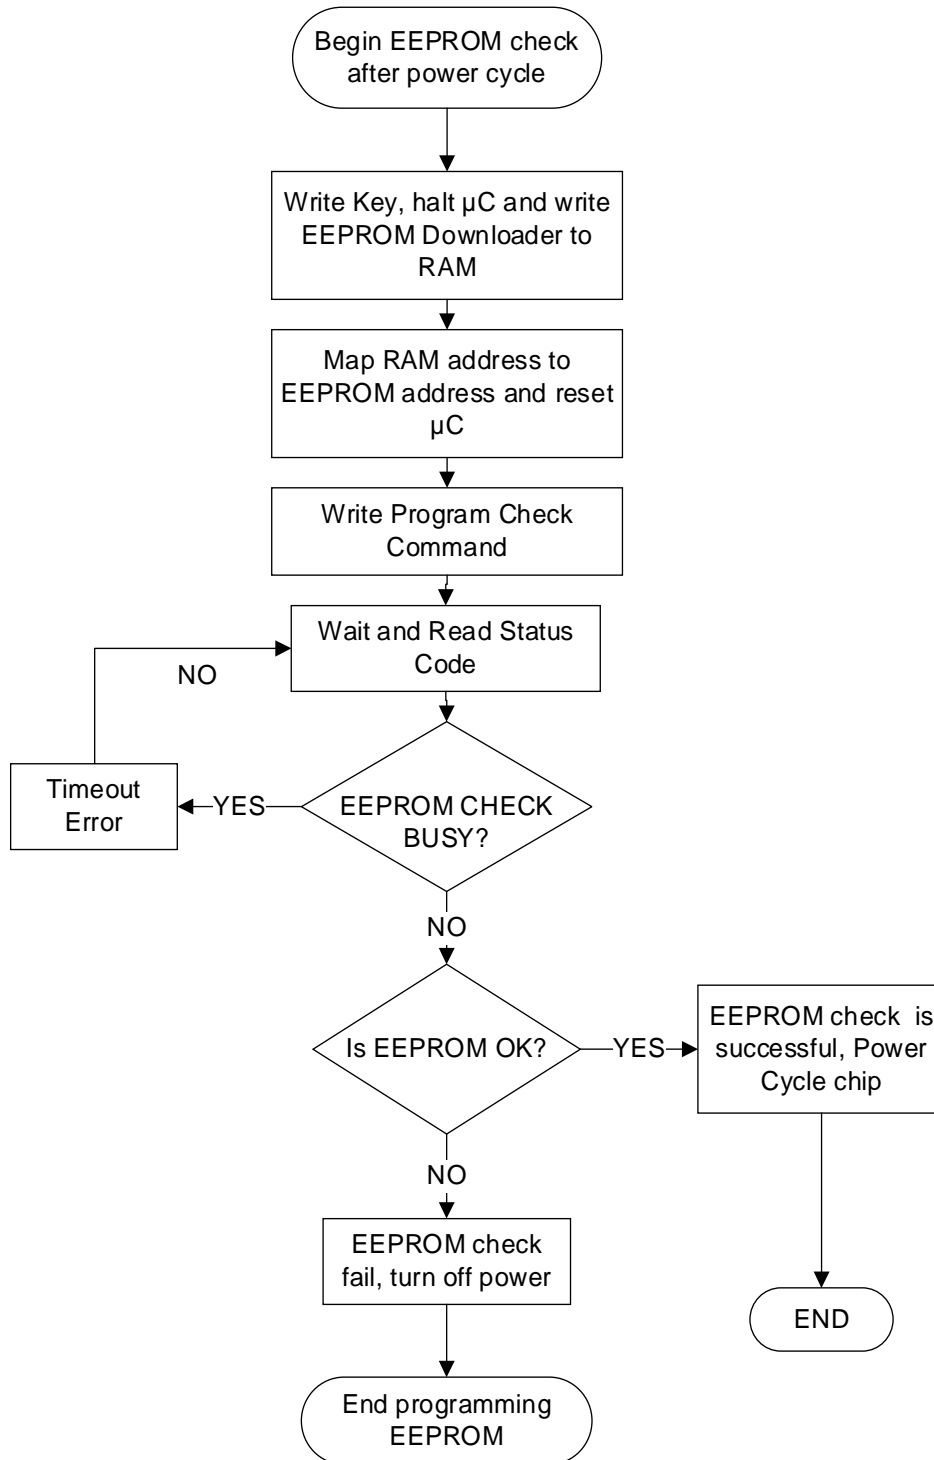 Begin EEPROM check
after power cycle
Write Key, halt µC and write
EEPROM Downloader to
RAM
Map RAM address to
EEPROM address and reset
µC
Write Program Check
Command
Wait and Read Status
Code
NO
Timeout
Error
YES
EEPROM CHECK
BUSY?
NO
Is EEPROM OK?
YES
EEPROM check is
successful, Power
Cycle chip
NO
EEPROM check
fail, turn off power
END
End programming
EEPROM